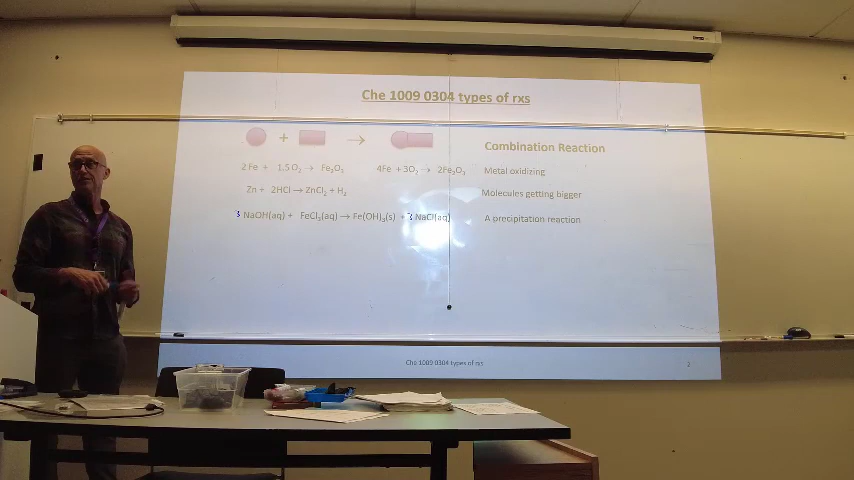 Che 1009 0304 types of rxs
+ →
Combination Reaction
2 Fe + 1.5 O₂ → Fe₂O₃ 4Fe + 3O₂ → 2Fe₂O₃ Metal oxidizing
Zn + 2HCl → ZnCl₂ + H₂ Molecules getting bigger
3 NaOH(aq) + FeCl₃(aq) → Fe(OH)₃(s) + 3 NaCl(aq) A precipitation reaction
Che 1009 0304 types of rxs 2